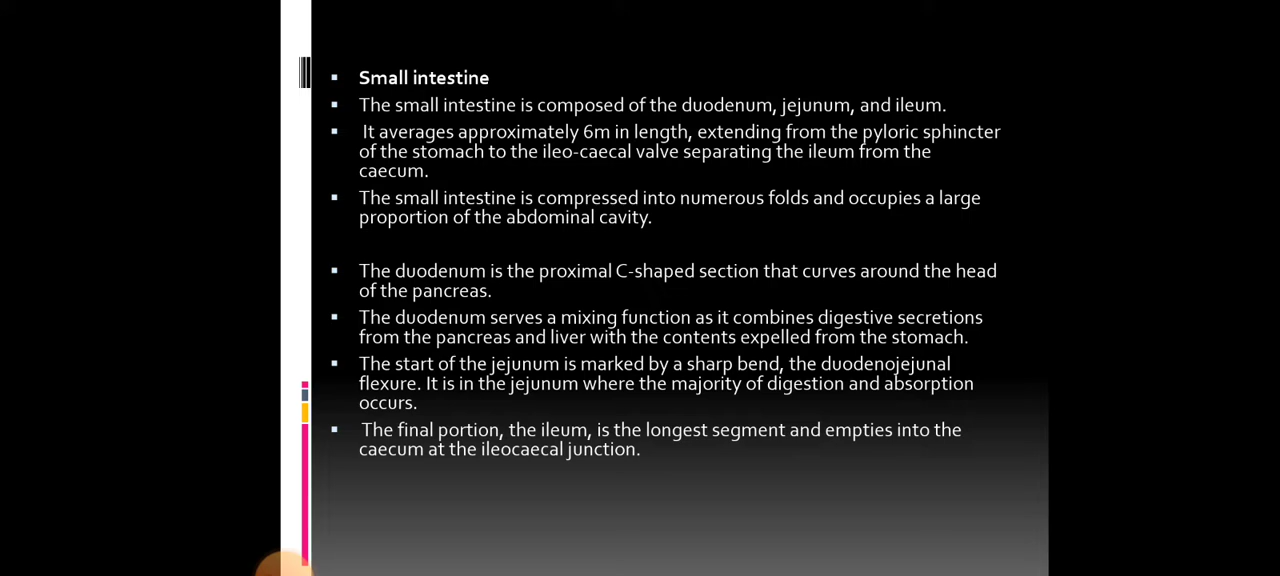 Small intestine
The small intestine is composed of the duodenum, jejunum, and ileum.
It averages approximately 6m in length, extending from the pyloric sphincter
of the stomach to the ileo-caecal valve separating the ileum from the
caecum.
The small intestine is compressed into numerous folds and occupies a large
proportion of the abdominal cavity.
The duodenum is the proximal C-shaped section that curves around the head
of the pancreas.
The duodenum serves a mixing function as it combines digestive secretions
from the pancreas and liver with the contents expelled from the stomach.
The start of the jejunum is marked by a sharp bend, the duodenojejunal
flexure. It is in the jejunum where the majority of digestion and absorption
occurs.
The final portion, the ileum, is the longest segment and empties into the
caecum at the ileocaecal junction.